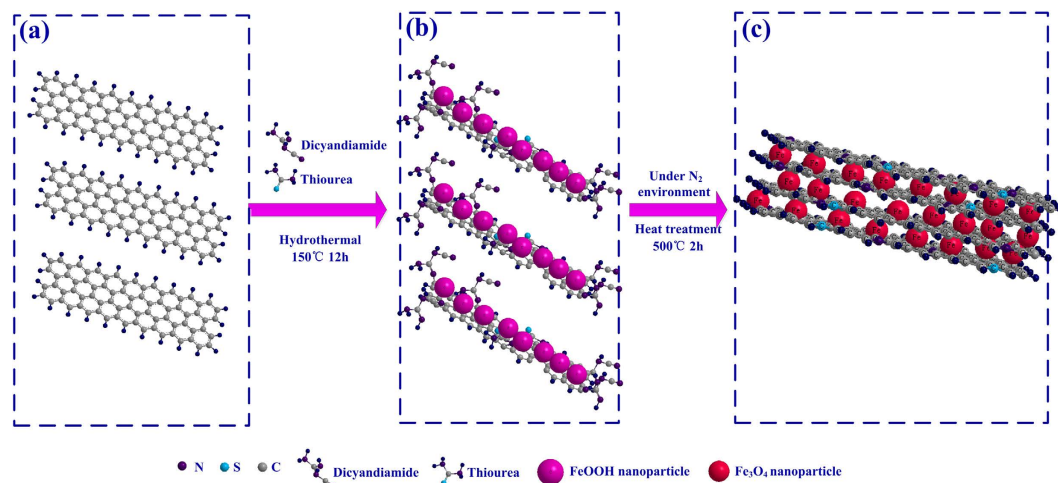 (a)
(b)
(c)
Dicyandiamide
Thiourea
Hydrothermal
150℃ 12h
Under N₂
environment
Heat treatment
500℃ 2h
N S C Dicyandiamide Thiourea FeOOH nanoparticle Fe₃O₄ nanoparticle